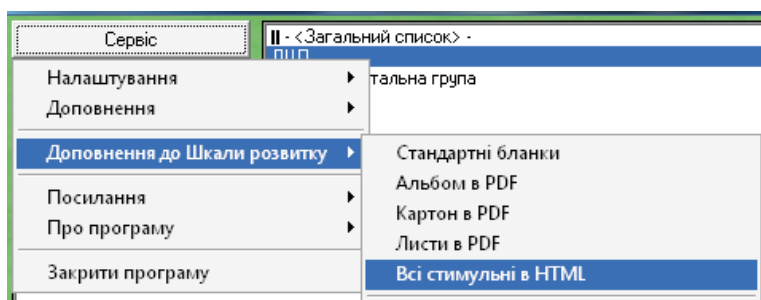 Сервіс
‖ - <Загальний список> -
ПЦП
тальна група
Налаштування
Доповнення
Доповнення до Шкали розвитку
Посилання
Про програму
Закрити програму
Стандартні бланки
Альбом в PDF
Картон в PDF
Листи в PDF
Всі стимульні в HTML